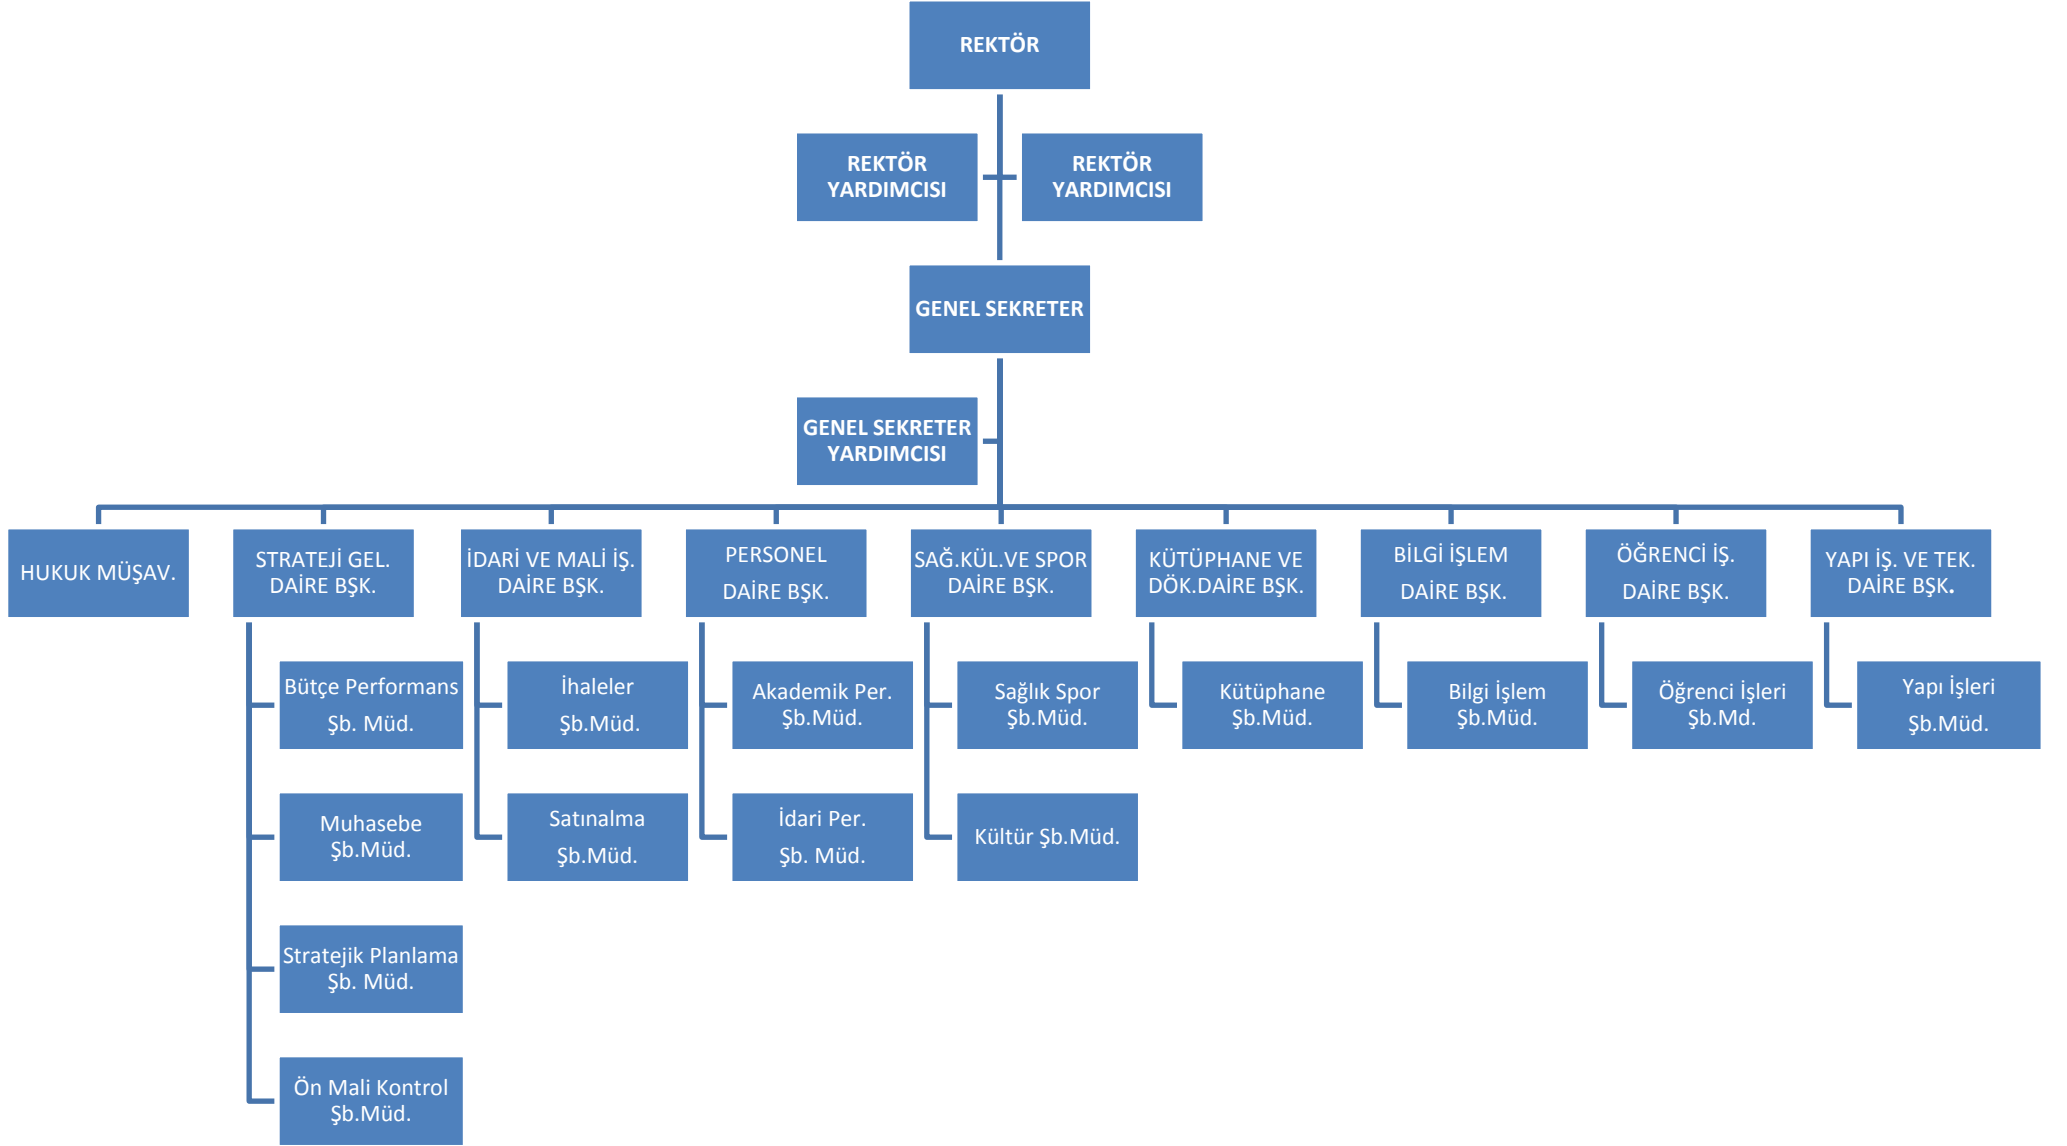 REKTÖR
REKTÖR
YARDIMCISI
REKTÖR
YARDIMCISI
GENEL SEKRETER
GENEL SEKRETER
YARDIMCISI
HUKUK MÜŞAV.
STRATEJİ GEL.
DAİRE BŞK.
İDARİ VE MALİ İŞ.
DAİRE BŞK.
PERSONEL
DAİRE BŞK.
SAĞ.KÜL.VE SPOR
DAİRE BŞK.
KÜTÜPHANE VE
DÖK.DAİRE BŞK.
BİLGİ İŞLEM
DAİRE BŞK.
ÖĞRENCİ İŞ.
DAİRE BŞK.
YAPI İŞ. VE TEK.
DAİRE BŞK.
Bütçe Performans
Şb. Müd.
İhaleler
Şb.Müd.
Akademik Per.
Şb.Müd.
Sağlık Spor
Şb.Müd.
Kütüphane
Şb.Müd.
Bilgi İşlem
Şb.Müd.
Öğrenci İşleri
Şb.Md.
Yapı İşleri
Şb.Müd.
Muhasebe
Şb.Müd.
Satınalma
Şb.Müd.
İdari Per.
Şb. Müd.
Kültür Şb.Müd.
Stratejik Planlama
Şb. Müd.
Ön Mali Kontrol
Şb.Müd.